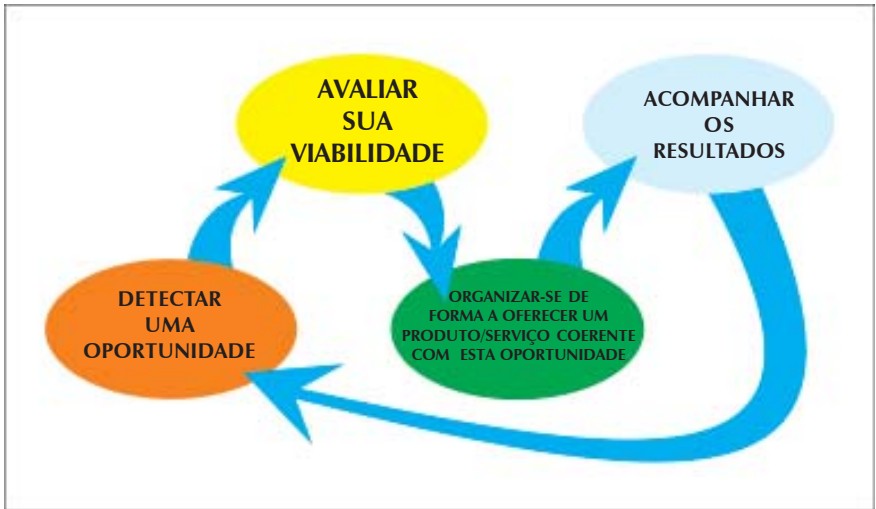 DETECTAR
UMA
OPORTUNIDADE
AVALIAR
SUA
VIABILIDADE
ORGANIZAR-SE DE
FORMA A OFERECER UM
PRODUTO/SERVIÇO COERENTE
COM ESTA OPORTUNIDADE
ACOMPANHAR
OS
RESULTADOS